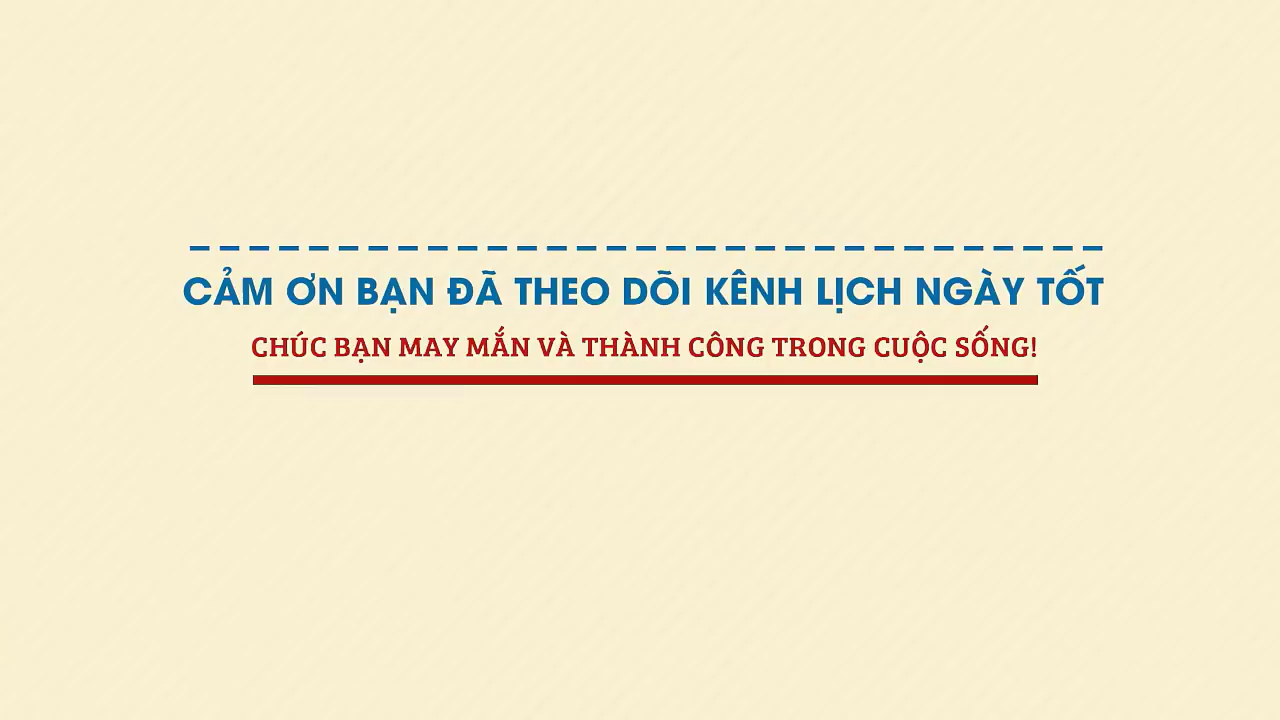 CẢM ƠN BẠN ĐÃ THEO DÕI KÊNH LỊCH NGÀY TỐT
CHÚC BẠN MAY MẮN VÀ THÀNH CÔNG TRONG CUỘC SỐNG!